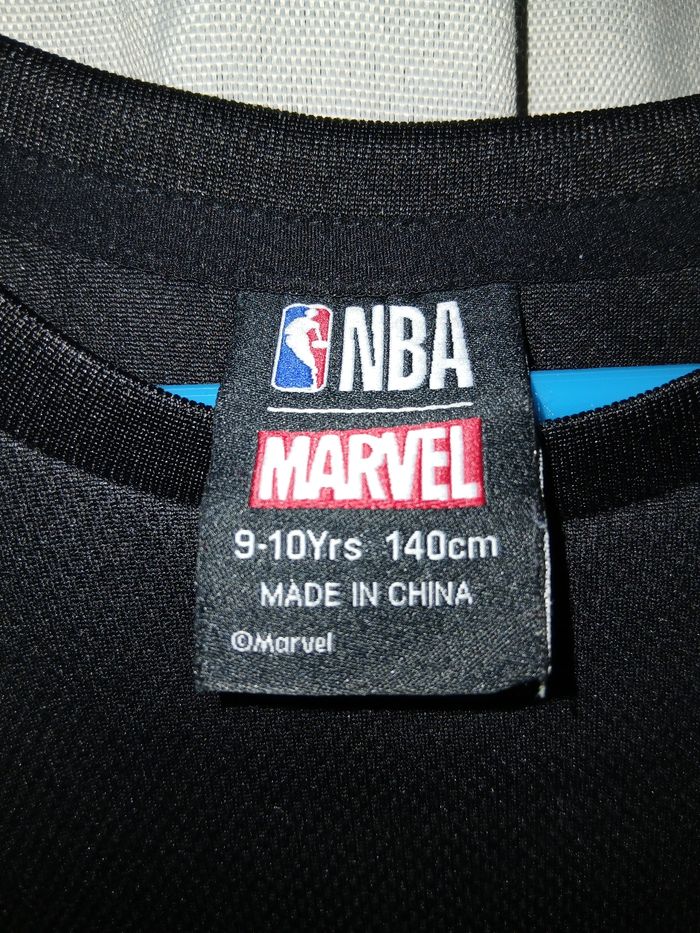 NBA
MARVEL
9-10Yrs 140cm
MADE IN CHINA
©Marvel